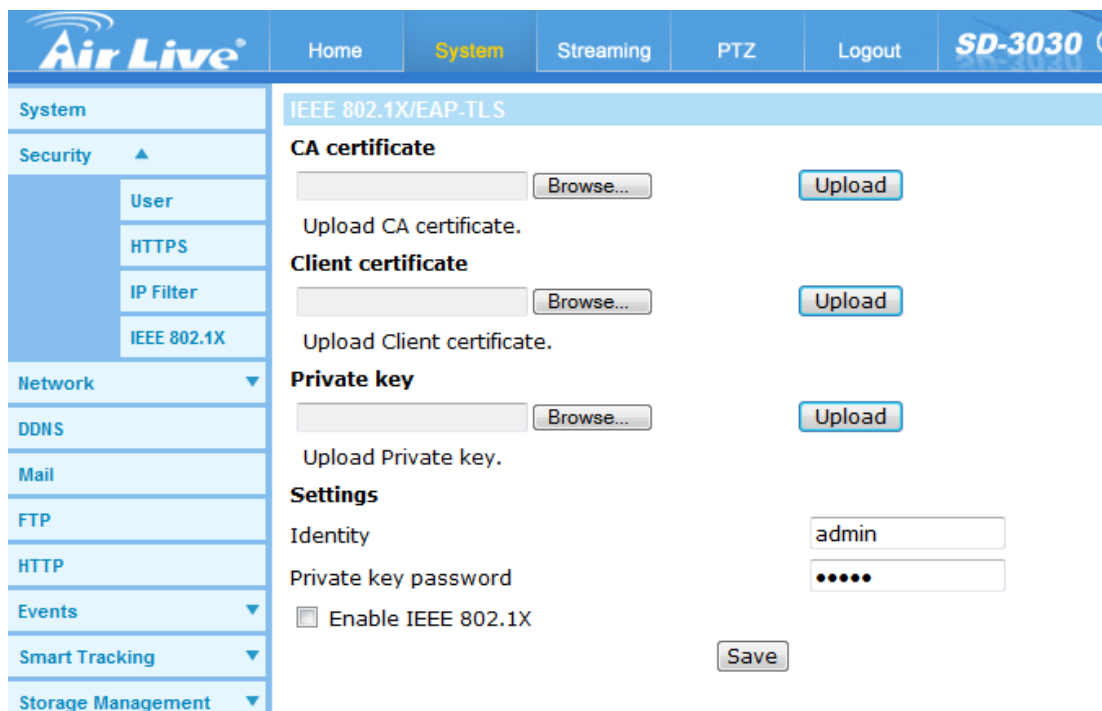 Air Live®
Home System Streaming PTZ Logout SD-3030
System
Security
User
HTTPS
IP Filter
IEEE 802.1X
Network
DDNS
Mail
FTP
HTTP
Events
Smart Tracking
Storage Management
IEEE 802.1X/EAP-TLS
CA certificate
Browse... Upload
Upload CA certificate.
Client certificate
Browse... Upload
Upload Client certificate.
Private key
Browse... Upload
Upload Private key.
Settings
Identity admin
Private key password •••••
Enable IEEE 802.1X
Save